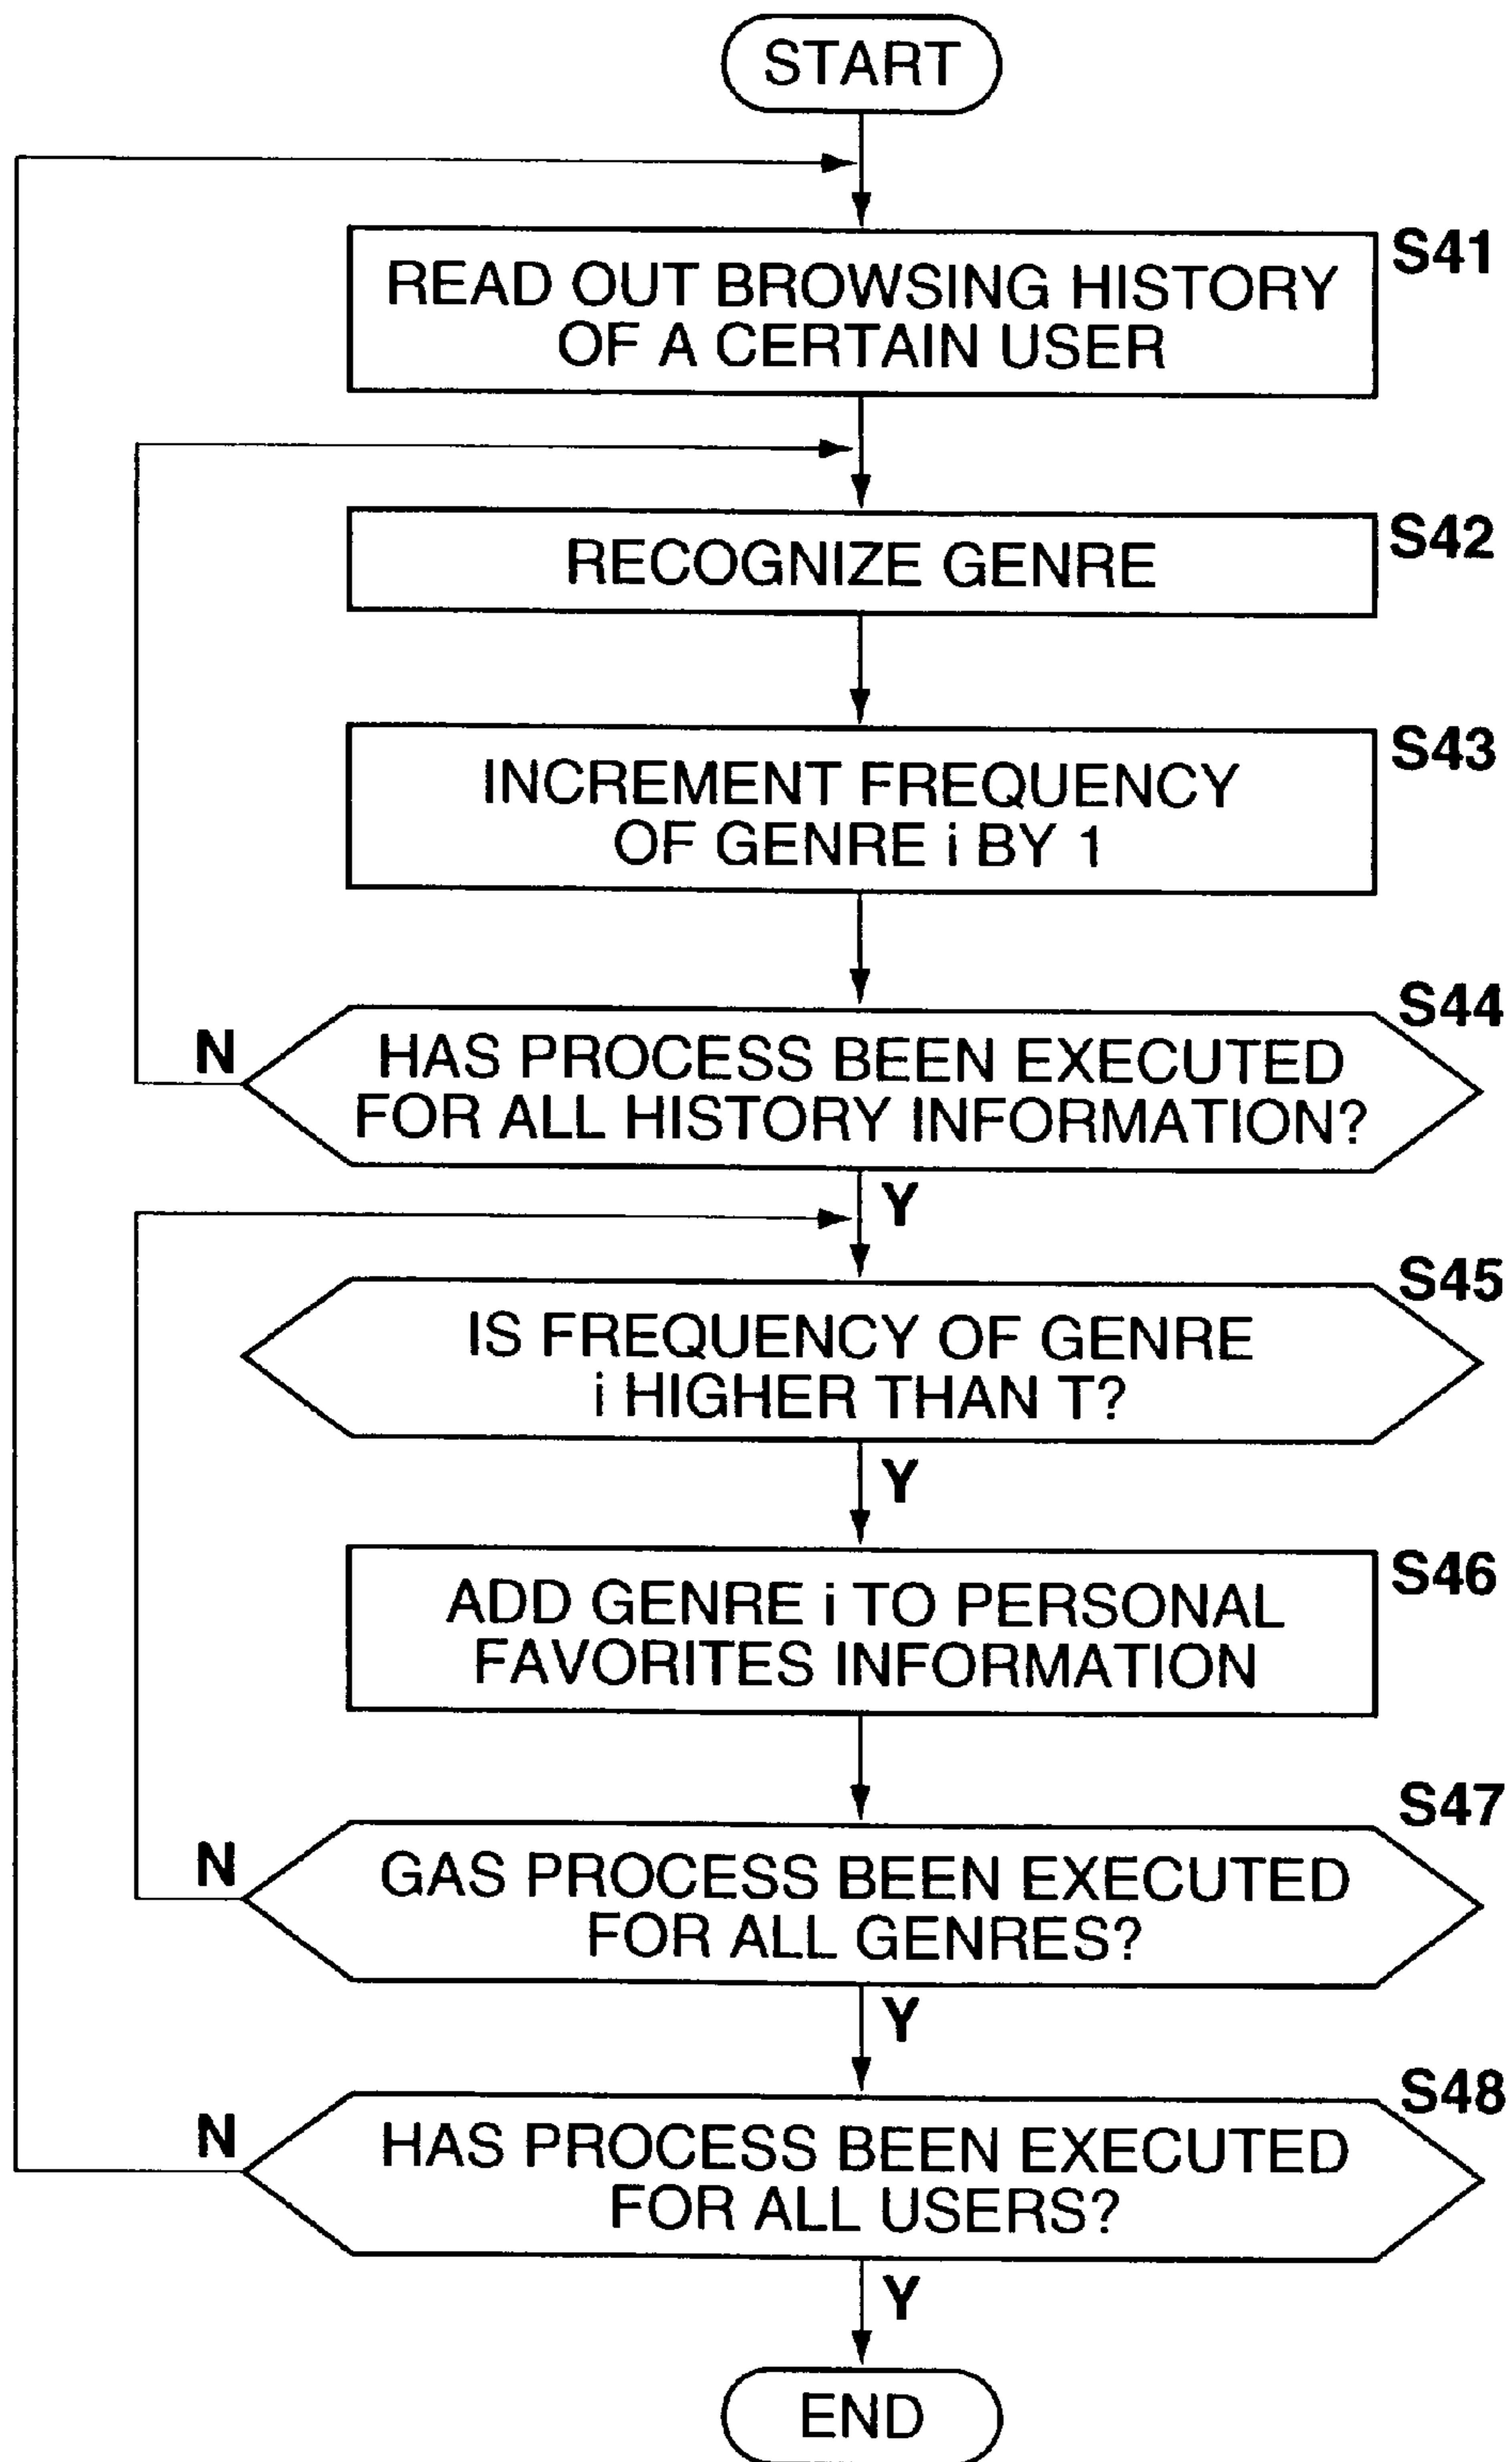 START
S41
READ OUT BROWSING HISTORY
OF A CERTAIN USER
S42
RECOGNIZE GENRE
S43
INCREMENT FREQUENCY
OF GENRE i BY 1
S44
N
HAS PROCESS BEEN EXECUTED
FOR ALL HISTORY INFORMATION?
Y
S45
IS FREQUENCY OF GENRE
i HIGHER THAN T?
Y
S46
ADD GENRE i TO PERSONAL
FAVORITES INFORMATION
S47
N
GAS PROCESS BEEN EXECUTED
FOR ALL GENRES?
Y
S48
N
HAS PROCESS BEEN EXECUTED
FOR ALL USERS?
Y
END